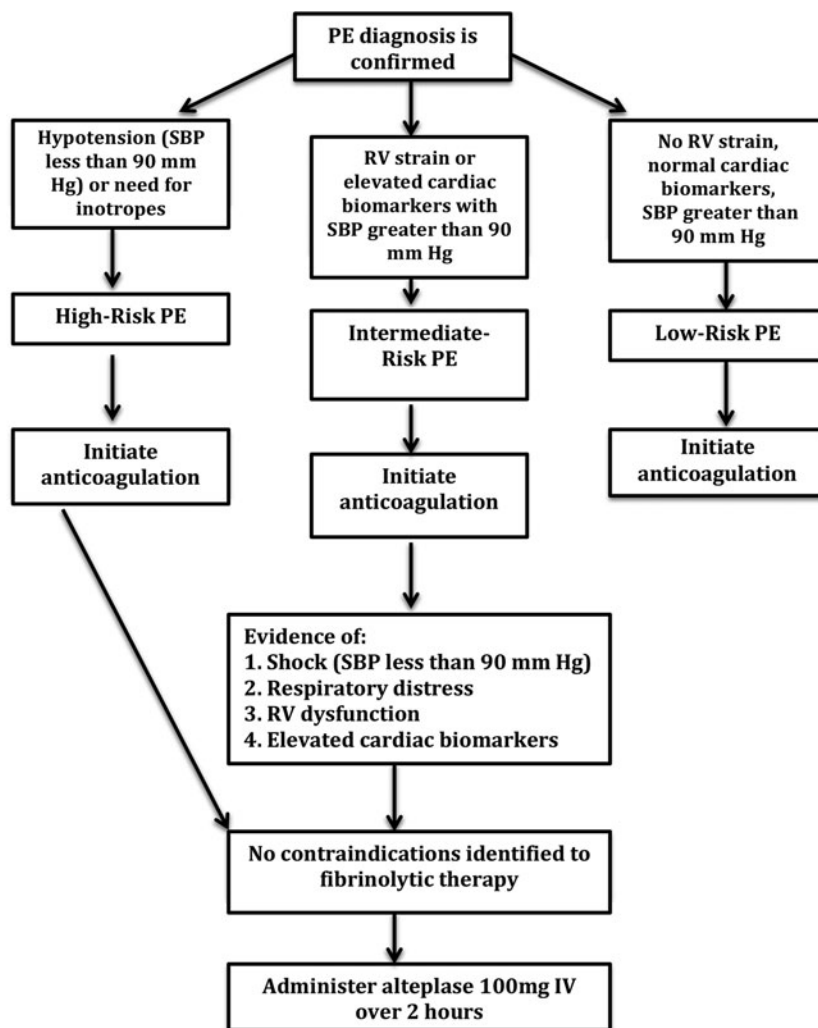 PE diagnosis is
confirmed
Hypotension (SBP
less than 90 mm
Hg) or need for
inotropes
RV strain or
elevated cardiac
biomarkers with
SBP greater than 90
mm Hg
No RV strain,
normal cardiac
biomarkers,
SBP greater than
90 mm Hg
High-Risk PE
Intermediate-
Risk PE
Low-Risk PE
Initiate
anticoagulation
Initiate
anticoagulation
Initiate
anticoagulation
Evidence of:
1. Shock (SBP less than 90 mm Hg)
2. Respiratory distress
3. RV dysfunction
4. Elevated cardiac biomarkers
No contraindications identified to
fibrinolytic therapy
Administer alteplase 100mg IV
over 2 hours